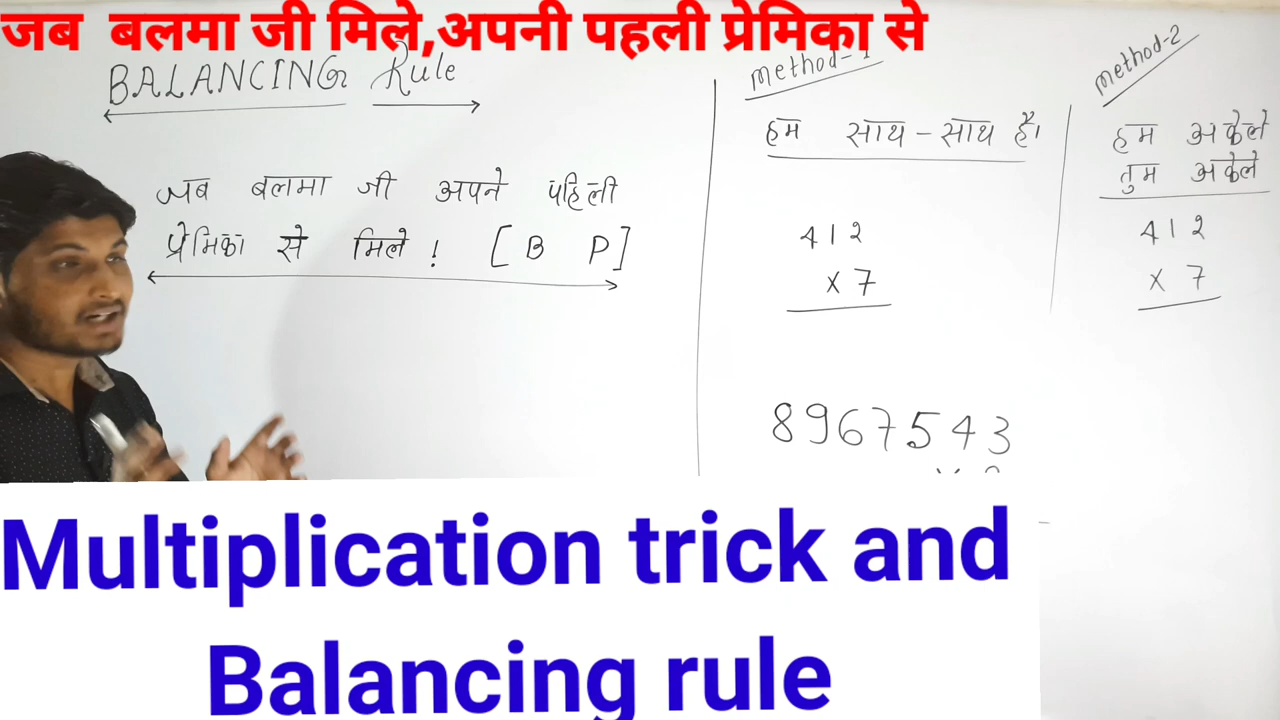 जब बलमा जी मिले,अपनी पहली प्रेमिका से
BALANCING Rule
जब बलमा जी अपने पहिली
प्रेमिका से मिले ! [ B P ]
method-1
हम साथ-साथ हैं।
412
x 7
8967543
method-2
हम अकेले
तुम अकेले
412
x 7
Multiplication trick and
Balancing rule